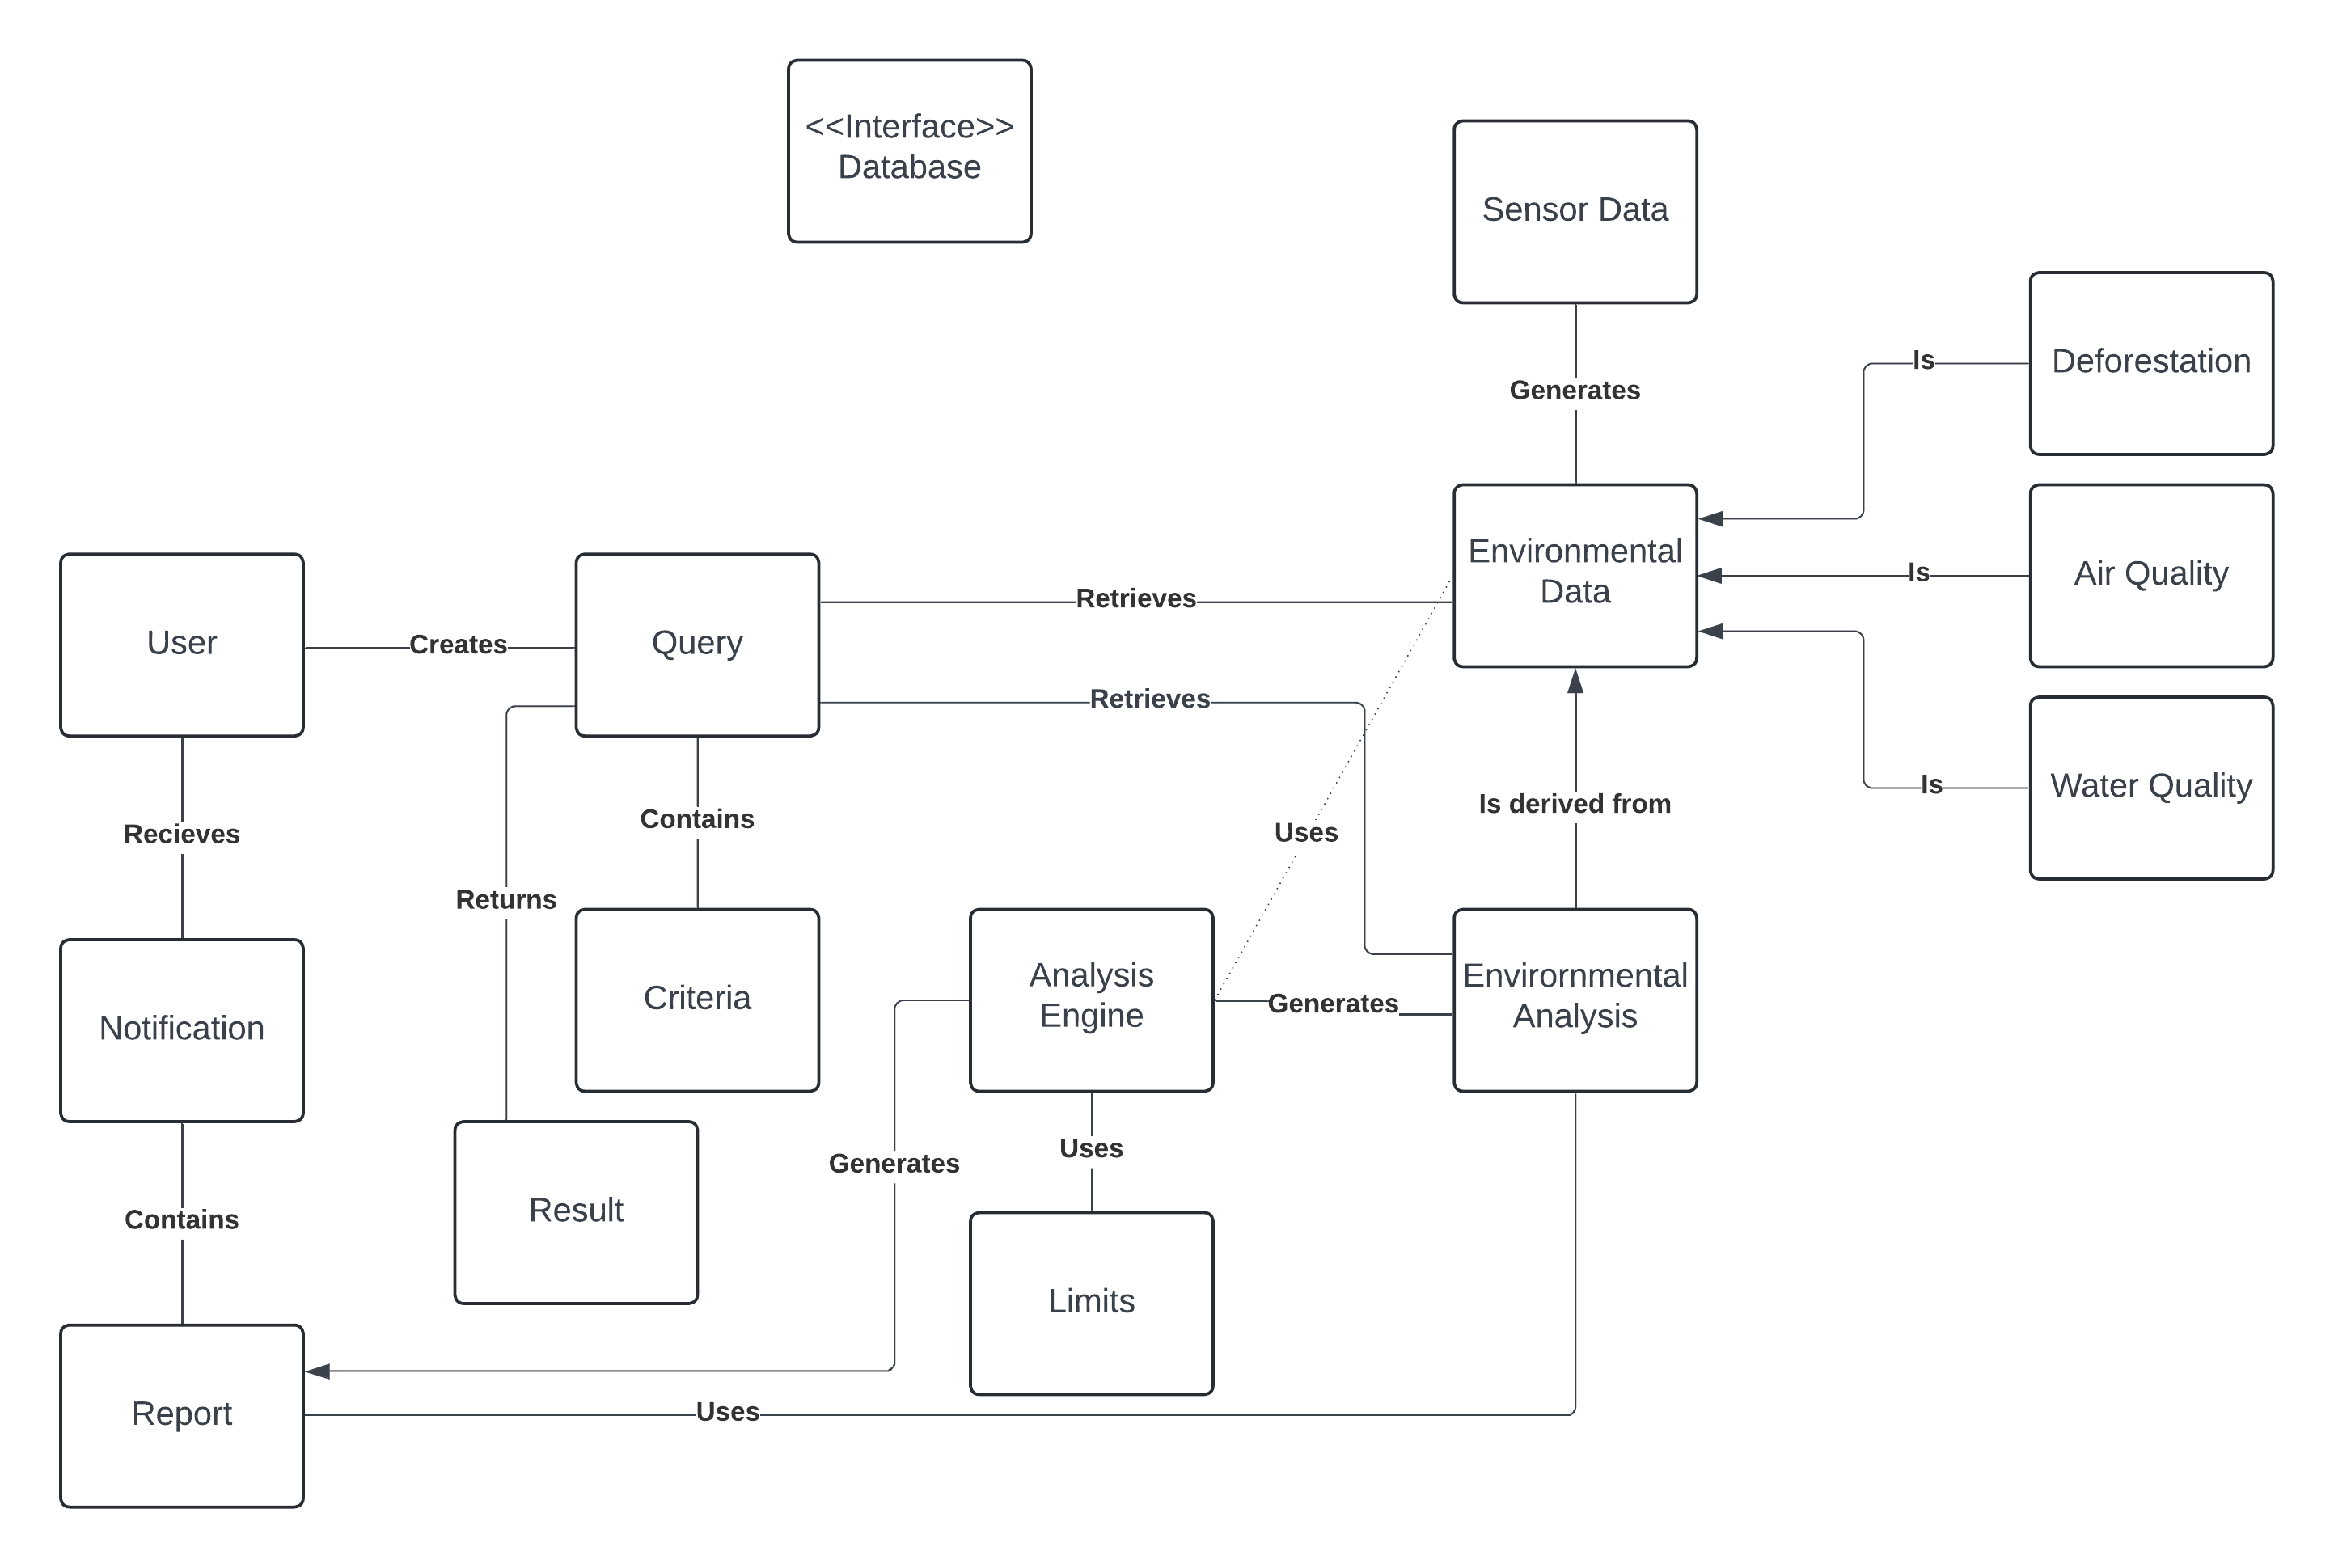 <<Interface>>
Database
Sensor Data
Deforestation
Is
Generates
Environmental
Data
Air Quality
Is
User
Creates
Query
Retrieves
Retrieves
Water Quality
Is
Recieves
Contains
Uses
Is derived from
Returns
Notification
Criteria
Analysis
Engine
Generates
Envirornmental
Analysis
Contains
Result
Generates
Uses
Limits
Report
Uses